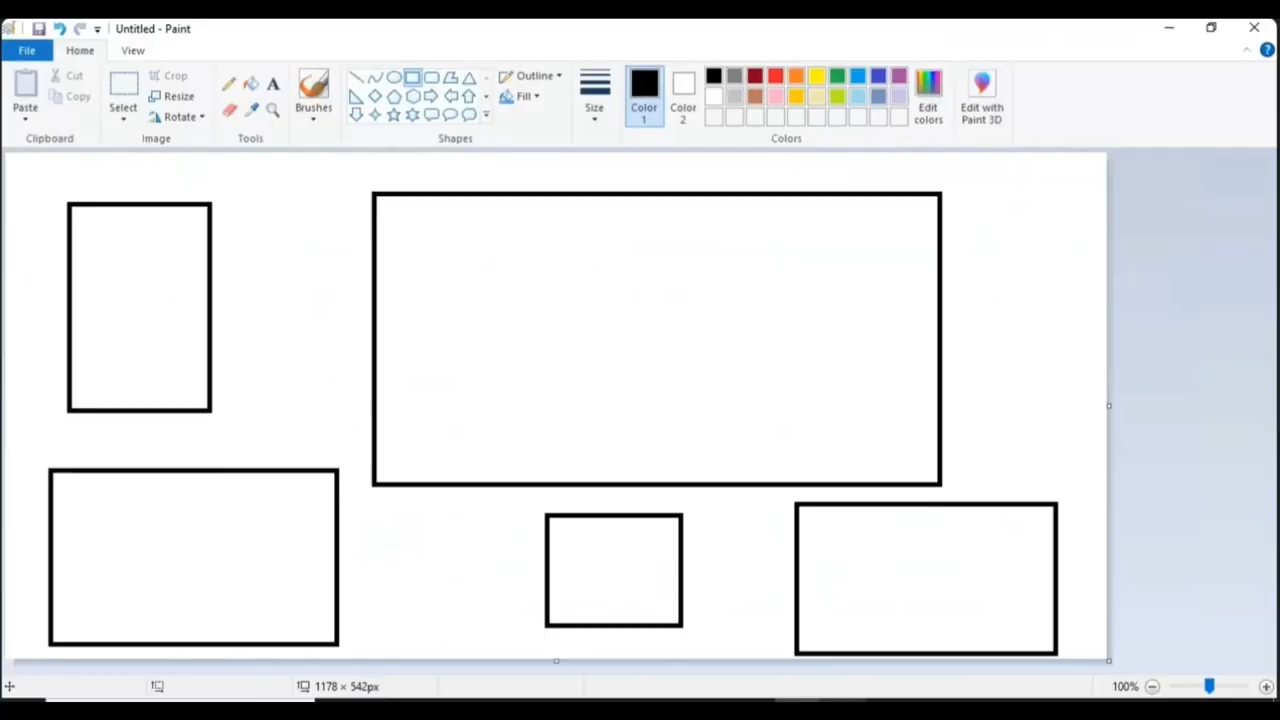 Untitled - Paint
File Home View
Paste
Cut
Copy
Clipboard
Select
Crop
Resize
Rotate
Image
A
Tools
Brushes
Outline
Fill
Shapes
Size
Color
1
Color
2
Edit
colors
Colors
Edit with
Paint 3D
?
1178 × 542px
100%